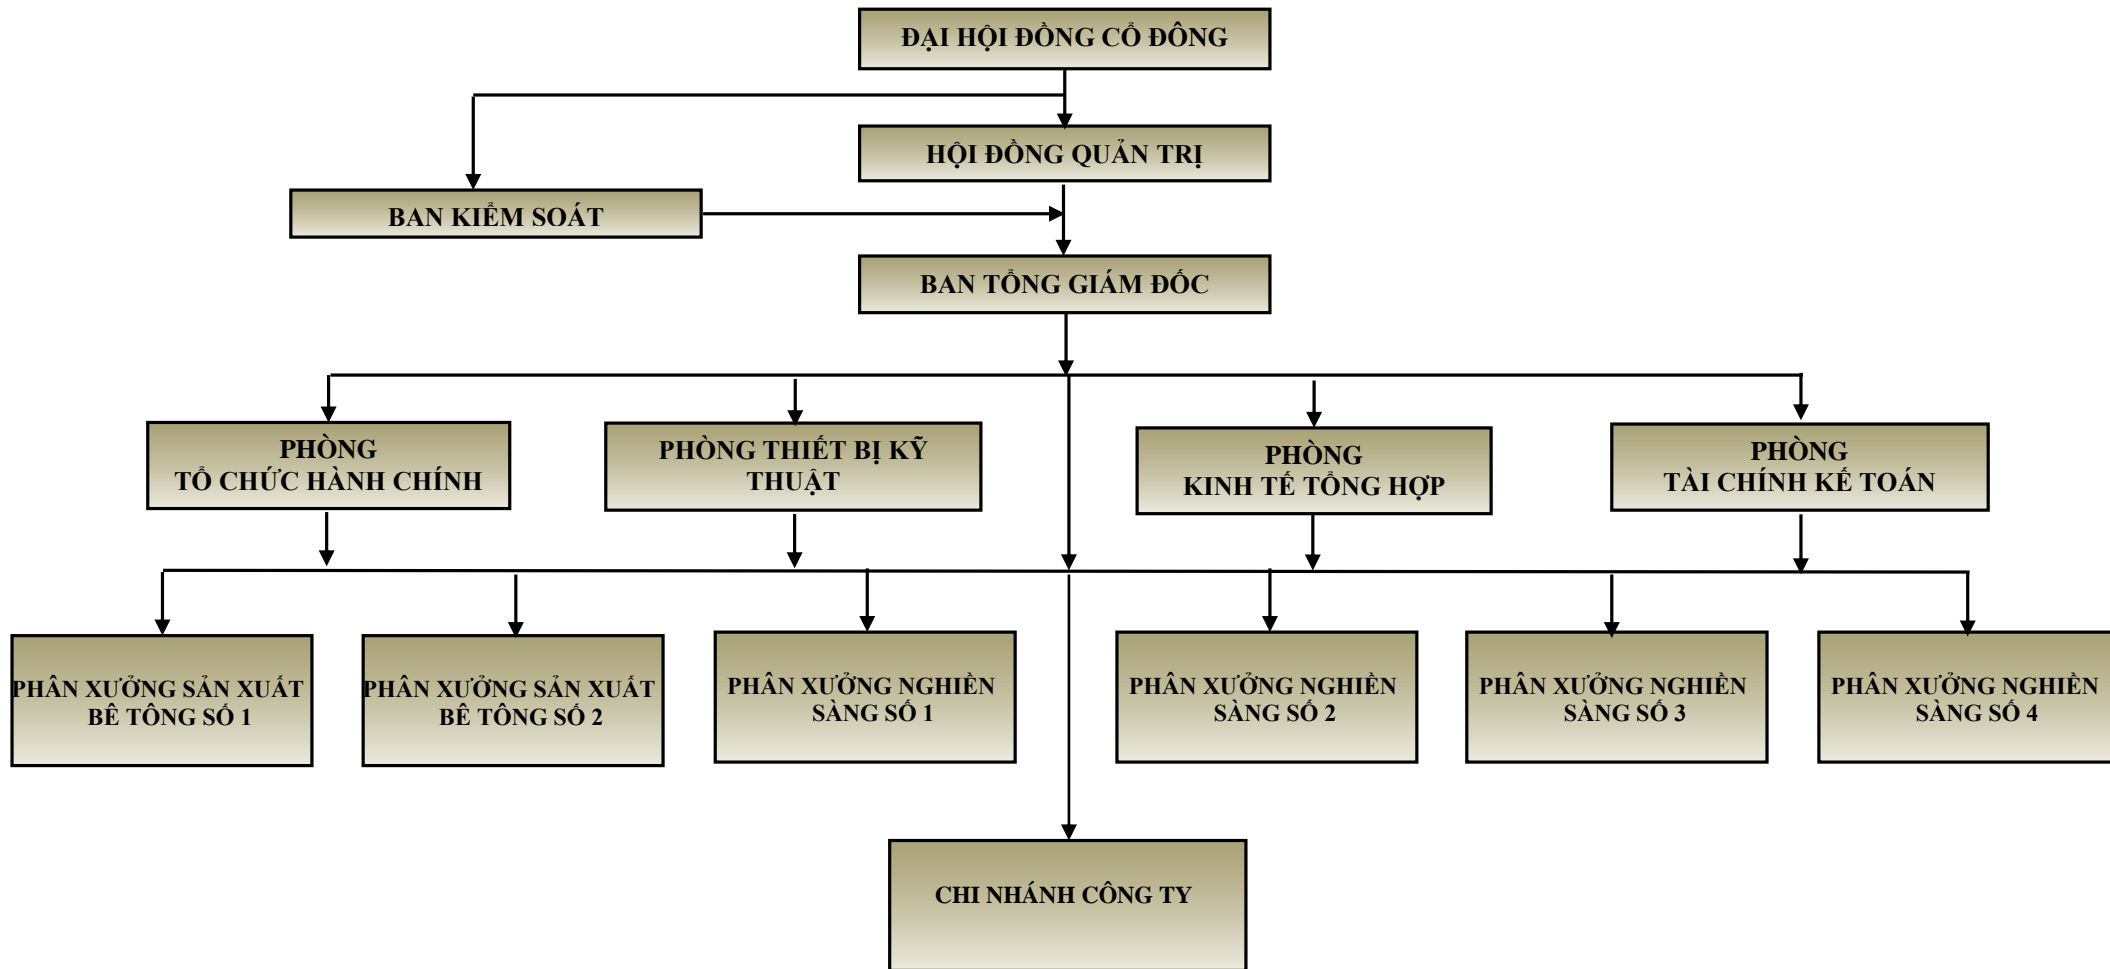 ĐẠI HỘI ĐỒNG CỔ ĐÔNG
HỘI ĐỒNG QUẢN TRỊ
BAN KIỂM SOÁT
BAN TỔNG GIÁM ĐỐC
PHÒNG
TỔ CHỨC HÀNH CHÍNH
PHÒNG THIẾT BỊ KỸ
THUẬT
PHÒNG
KINH TẾ TỔNG HỢP
PHÒNG
TÀI CHÍNH KẾ TOÁN
PHÂN XƯỞNG SẢN XUẤT
BÊ TÔNG SỐ 1
PHÂN XƯỞNG SẢN XUẤT
BÊ TÔNG SỐ 2
PHÂN XƯỞNG NGHIỀN
SÀNG SỐ 1
PHÂN XƯỞNG NGHIỀN
SÀNG SỐ 2
PHÂN XƯỞNG NGHIỀN
SÀNG SỐ 3
PHÂN XƯỞNG NGHIỀN
SÀNG SỐ 4
CHI NHÁNH CÔNG TY